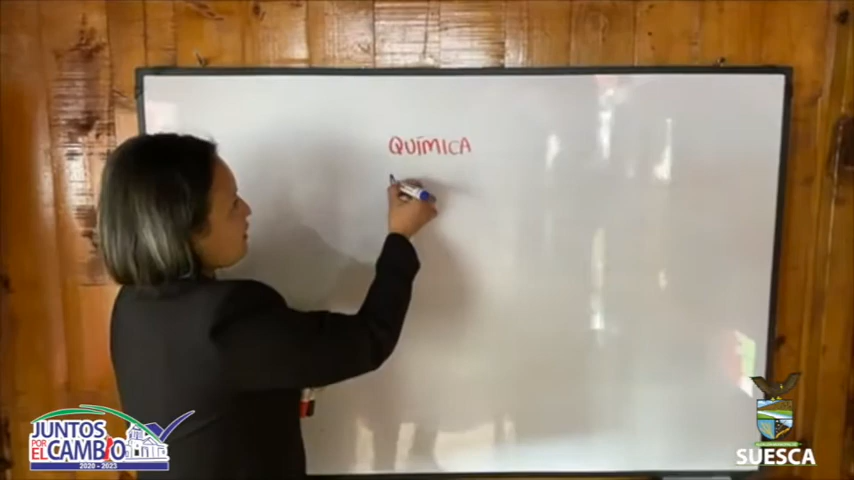 QUÍMICA
JUNTOS
POR EL CAMBIO
2020 - 2023
SUESCA